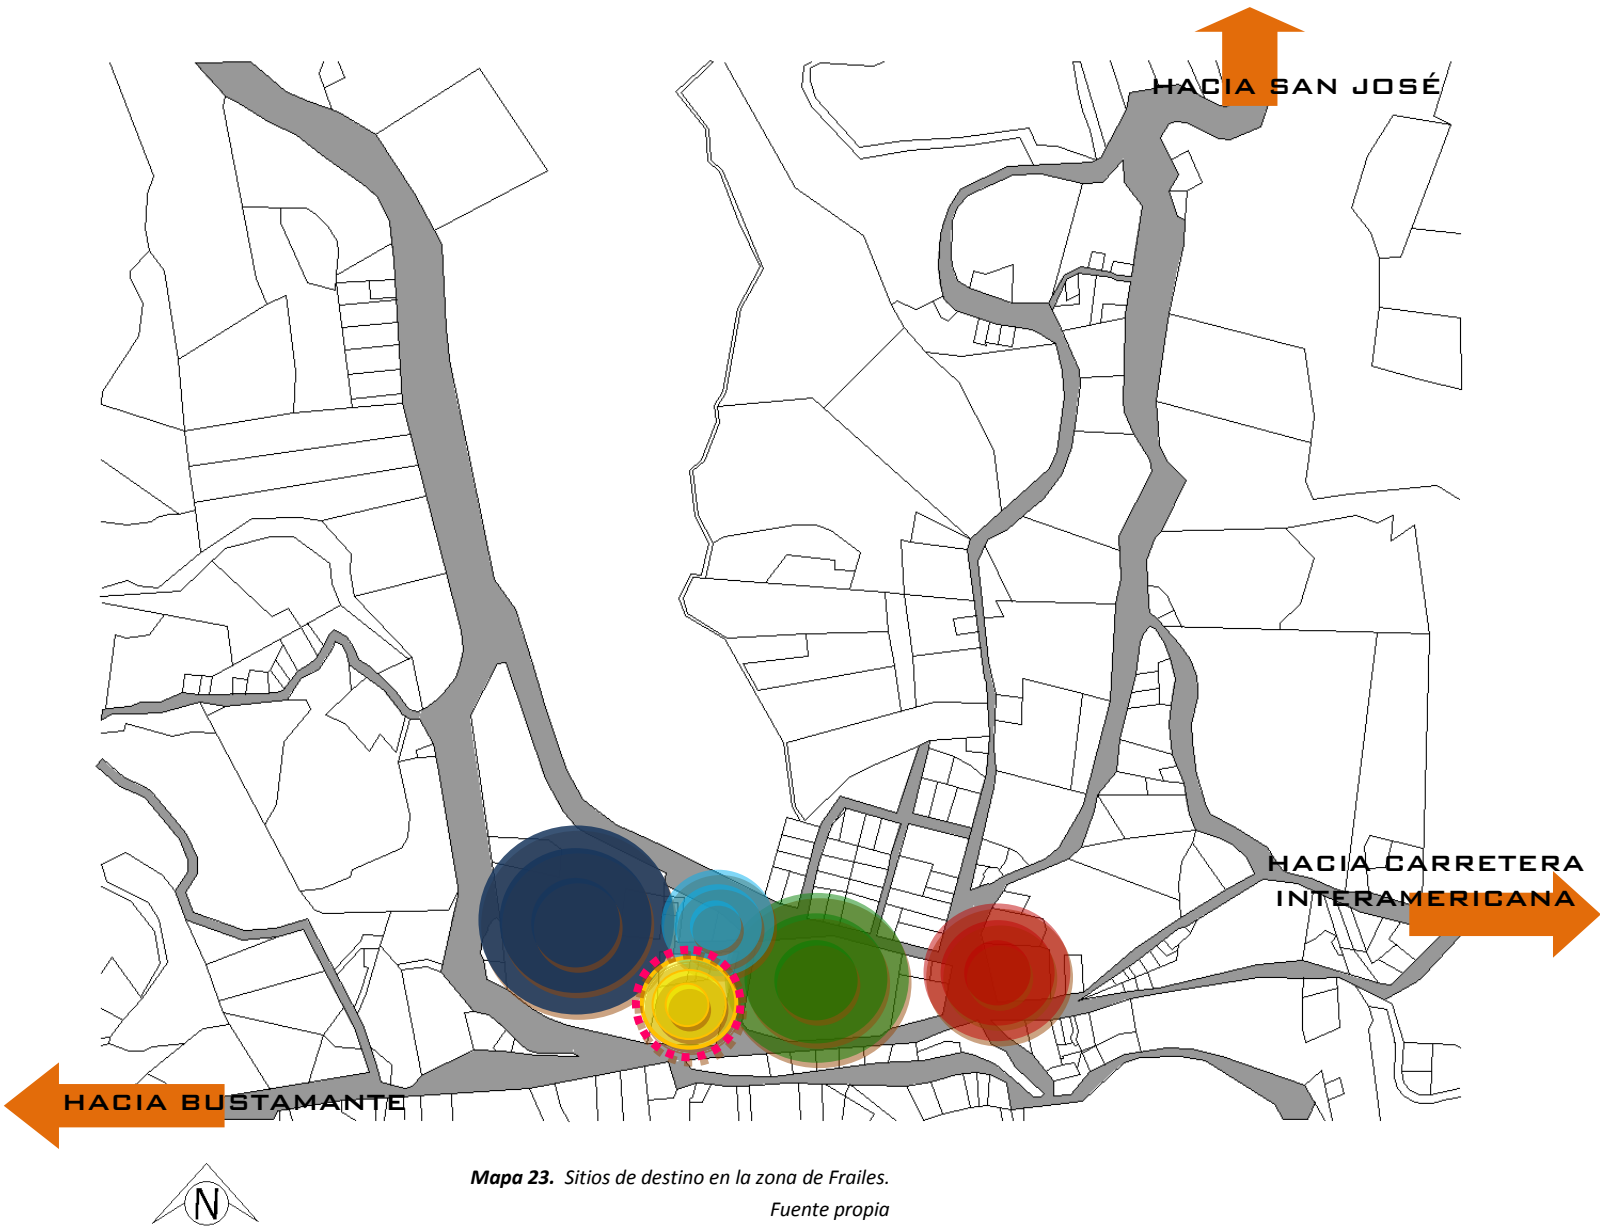 HACIA SAN JOSÉ
HACIA CARRETERA
INTERAMERICANA
HACIA BUSTAMANTE
N
Mapa 23. Sitios de destino en la zona de Frailes.
Fuente propia